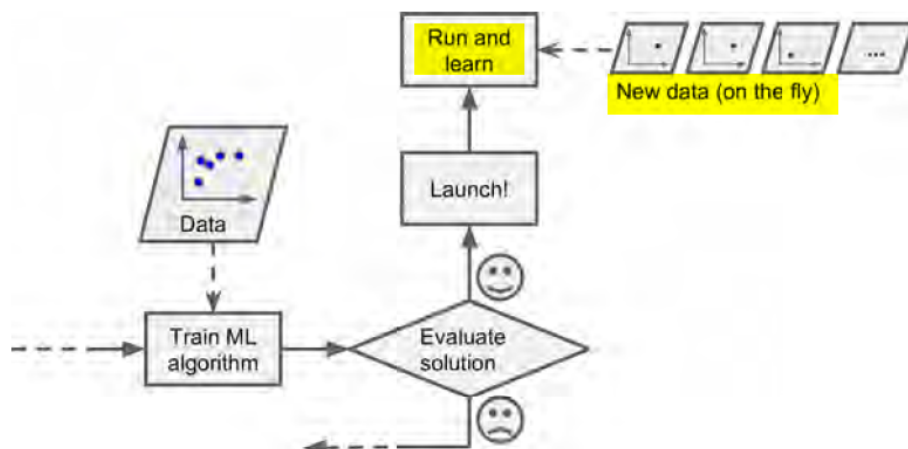 Run and
learn
...
New data (on the fly)
Launch!
Data
Train ML
algorithm
Evaluate
solution